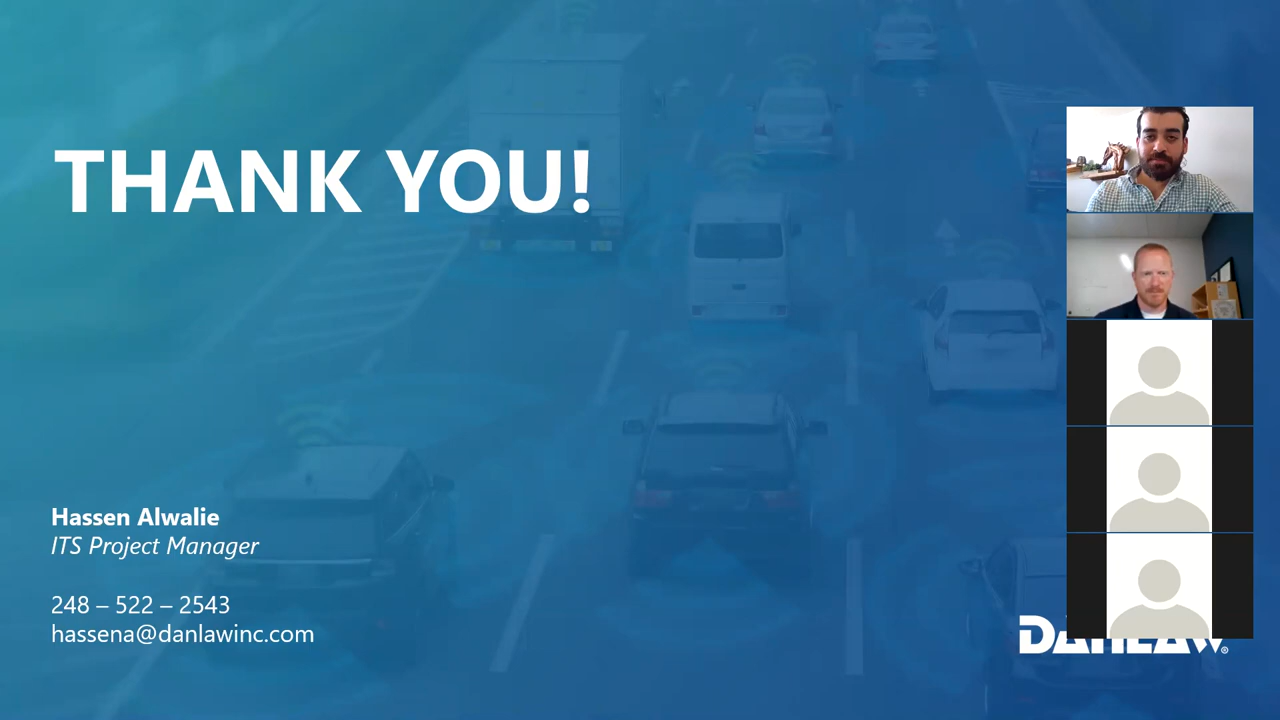 THANK YOU!
Hassen Alwalie
ITS Project Manager
248 – 522 – 2543
hassena@danlawinc.com
DANLAW®